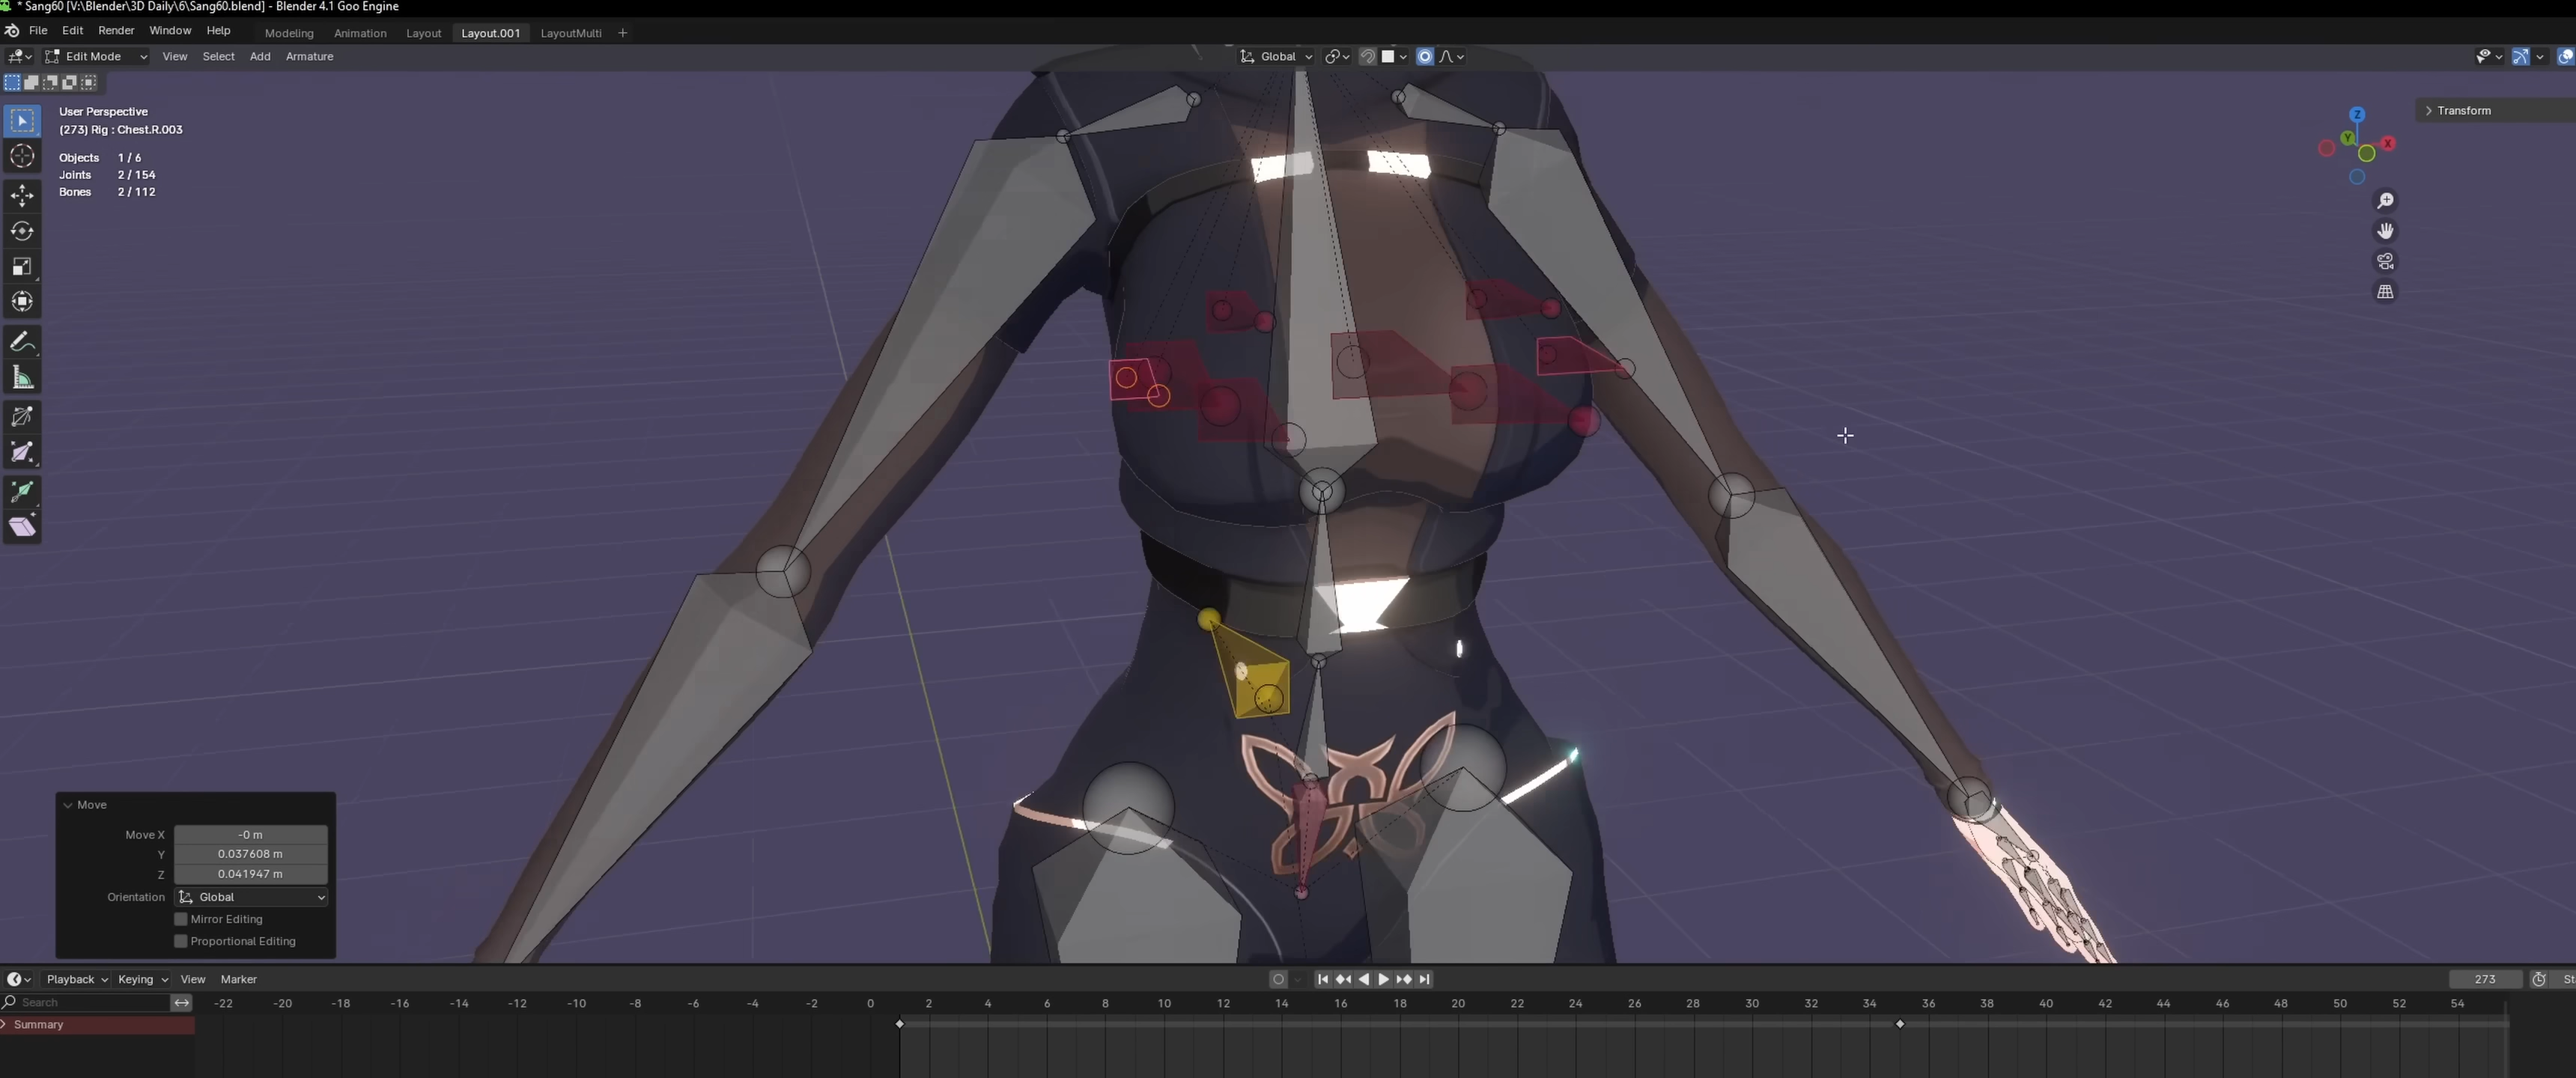 * Sang60 [V:\Blender\3D Daily\6\Sang60.blend] - Blender 4.1 Goo Engine
File Edit Render Window Help Modeling Animation Layout Layout.001 LayoutMulti +
Edit Mode View Select Add Armature Global
User Perspective
(273) Rig : Chest.R.003
Objects 1 / 6
Joints 2 / 154
Bones 2 / 112
Transform
Z
Y
X
Move
Move X -0 m
Y 0.037608 m
Z 0.041947 m
Orientation Global
Mirror Editing
Proportional Editing
Playback Keying View Marker 273 St
Search -22 -20 -18 -16 -14 -12 -10 -8 -6 -4 -2 0 2 4 6 8 10 12 14 16 18 20 22 24 26 28 30 32 34 36 38 40 42 44 46 48 50 52 54
Summary